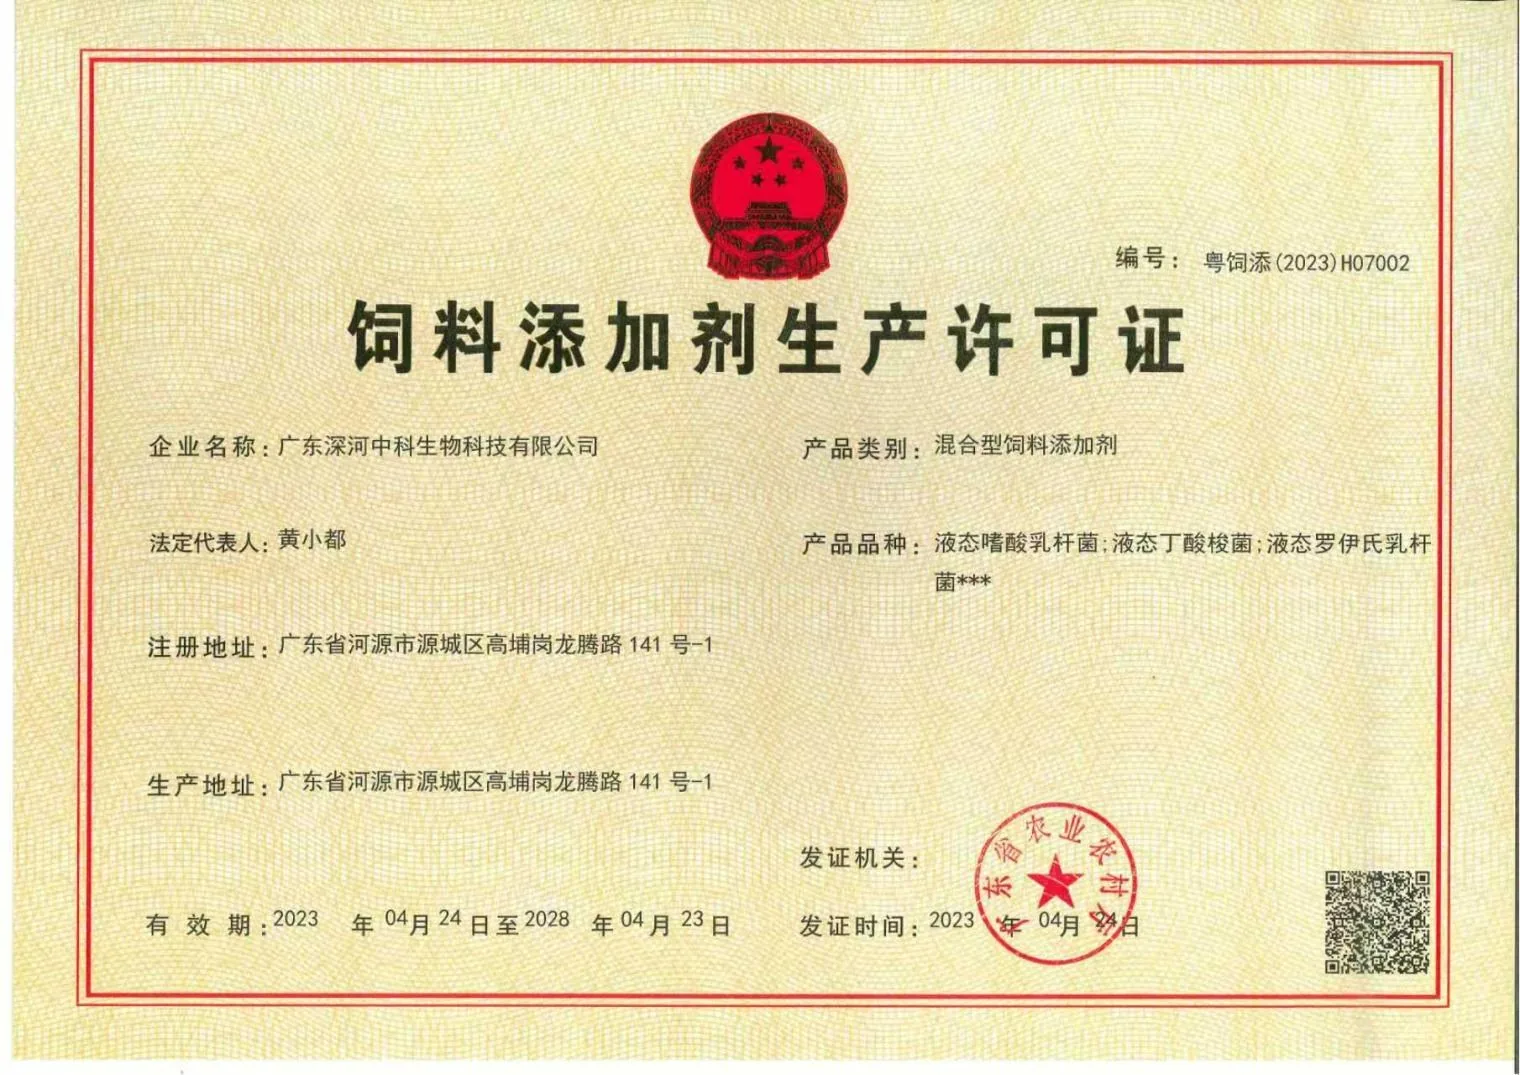 编号： 粤饲添(2023)H07002
饲料添加剂生产许可证
企业名称：广东深河中科生物科技有限公司
产品类别：混合型饲料添加剂
法定代表人：黄小都
产品品种：液态嗜酸乳杆菌;液态丁酸梭菌;液态罗伊氏乳杆
菌***
注册地址：广东省河源市源城区高埔岗龙腾路 141 号-1
生产地址：广东省河源市源城区高埔岗龙腾路 141 号-1
发证机关：
广东省农业农村厅
有效期：2023 年 04月 24 日至 2028 年 04月 23 日
发证时间：2023 年 04月 24日